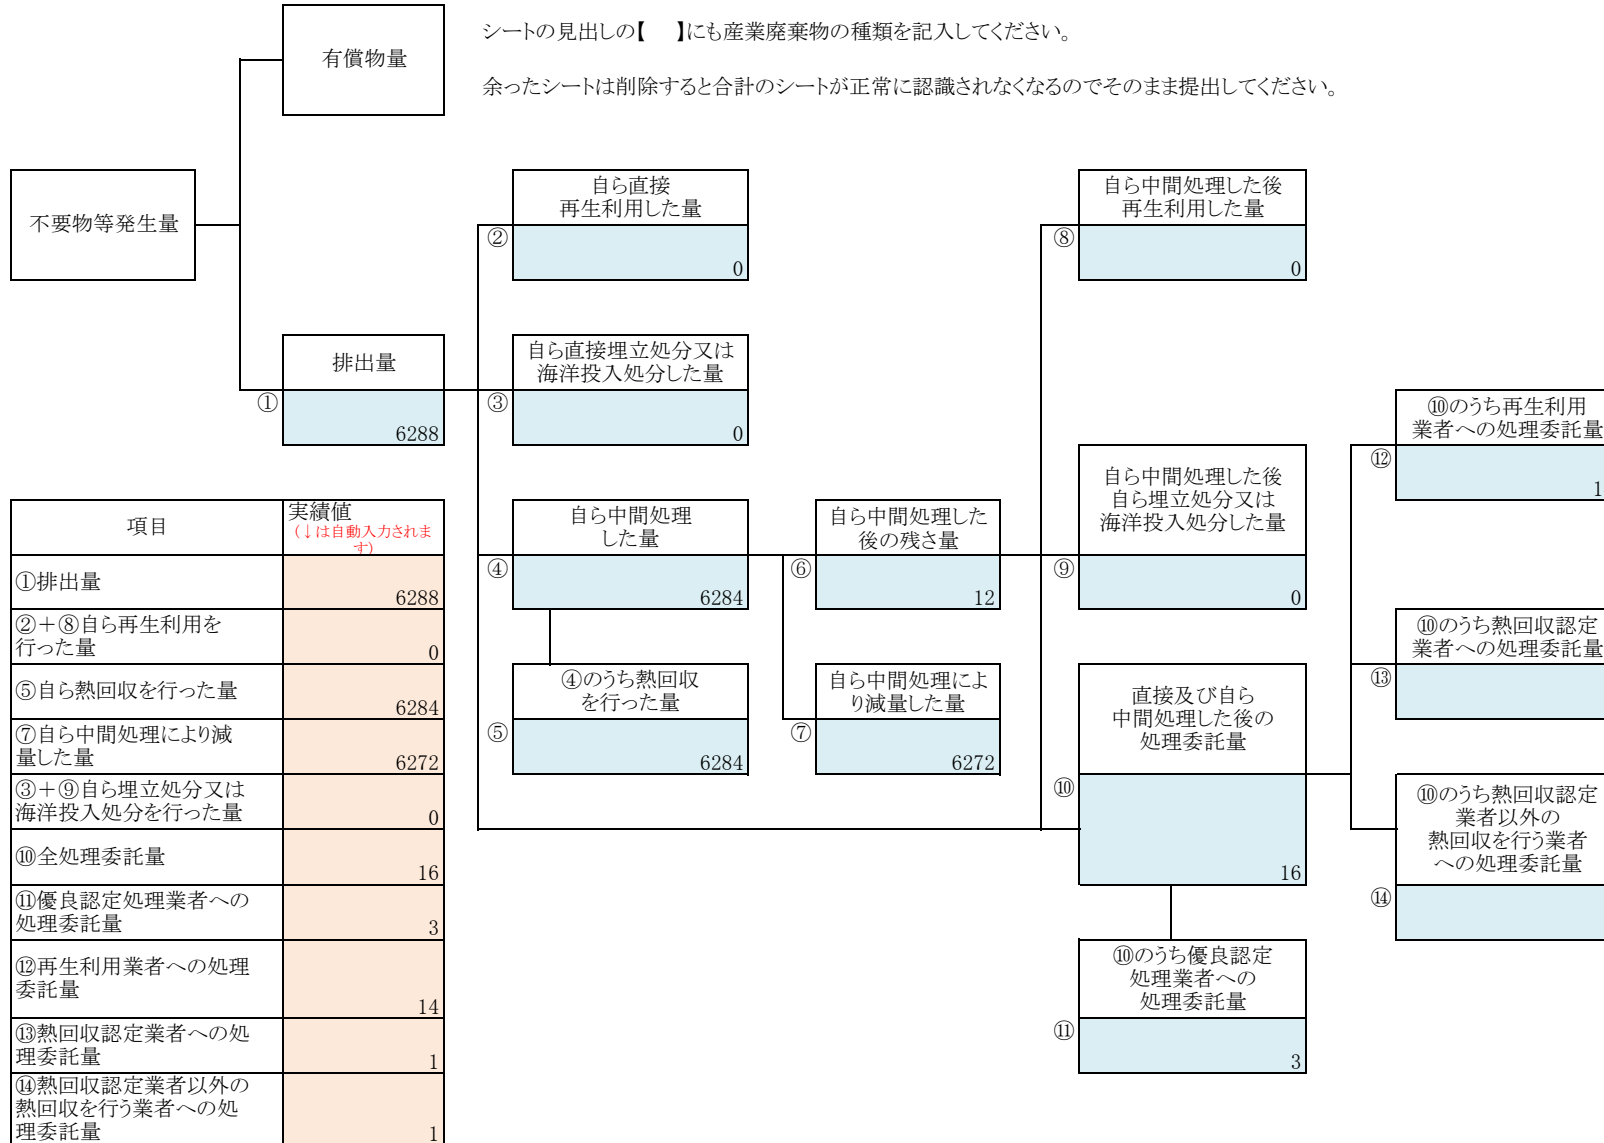 シートの見出しの【　】にも産業廃棄物の種類を記入してください。
有償物量
余ったシートは削除すると合計のシートが正常に認識されなくなるのでそのまま提出してください。
不要物等発生量
自ら直接
再生利用した量
②
0
自ら中間処理した後
再生利用した量
⑧
0
排出量
①
6288
自ら直接埋立処分又は
海洋投入処分した量
③
0
⑩のうち再生利用
業者への処理委託量
⑫
1
自ら中間処理した後
自ら埋立処分又は
海洋投入処分した量
⑨
0
自ら中間処理
した量
④
6284
自ら中間処理した
後の残さ量
⑥
12
⑩のうち熱回収認定
業者への処理委託量
⑬
④のうち熱回収
を行った量
⑤
6284
自ら中間処理によ
り減量した量
⑦
6272
直接及び自ら
中間処理した後の
処理委託量
⑩
16
⑩のうち熱回収認定
業者以外の
熱回収を行う業者
への処理委託量
⑭
⑩のうち優良認定
処理業者への
処理委託量
⑪
3
項目
実績値
(↓は自動入力されま
す)
①排出量
6288
②＋⑧自ら再生利用を
行った量
0
⑤自ら熱回収を行った量
6284
⑦自ら中間処理により減
量した量
6272
③＋⑨自ら埋立処分又は
海洋投入処分を行った量
0
⑩全処理委託量
16
⑪優良認定処理業者への
処理委託量
3
⑫再生利用業者への処理
委託量
14
⑬熱回収認定業者への処
理委託量
1
⑭熱回収認定業者以外の
熱回収を行う業者への処
理委託量
1